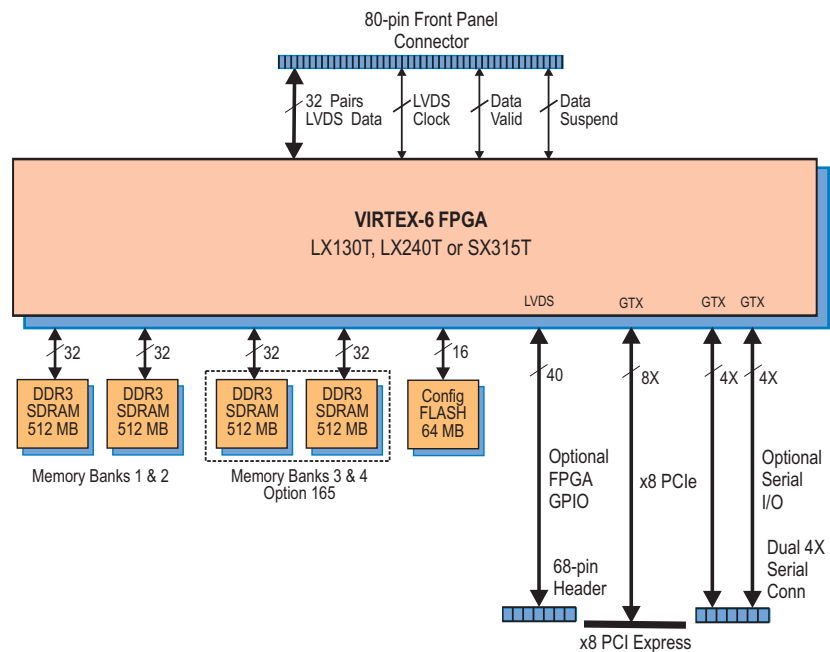 80-pin Front Panel
Connector
32 Pairs
LVDS Data
LVDS
Clock
Data
Valid
Data
Suspend
VIRTEX-6 FPGA
LX130T, LX240T or SX315T
LVDS
GTX
GTX
GTX
32
32
32
32
16
40
8X
4X
4X
DDR3
SDRAM
512 MB
DDR3
SDRAM
512 MB
DDR3
SDRAM
512 MB
DDR3
SDRAM
512 MB
Config
FLASH
64 MB
Memory Banks 1 & 2
Memory Banks 3 & 4
Option 165
Optional
FPGA
GPIO
x8 PCIe
Optional
Serial
I/O
68-pin
Header
Dual 4X
Serial
Conn
x8 PCI Express